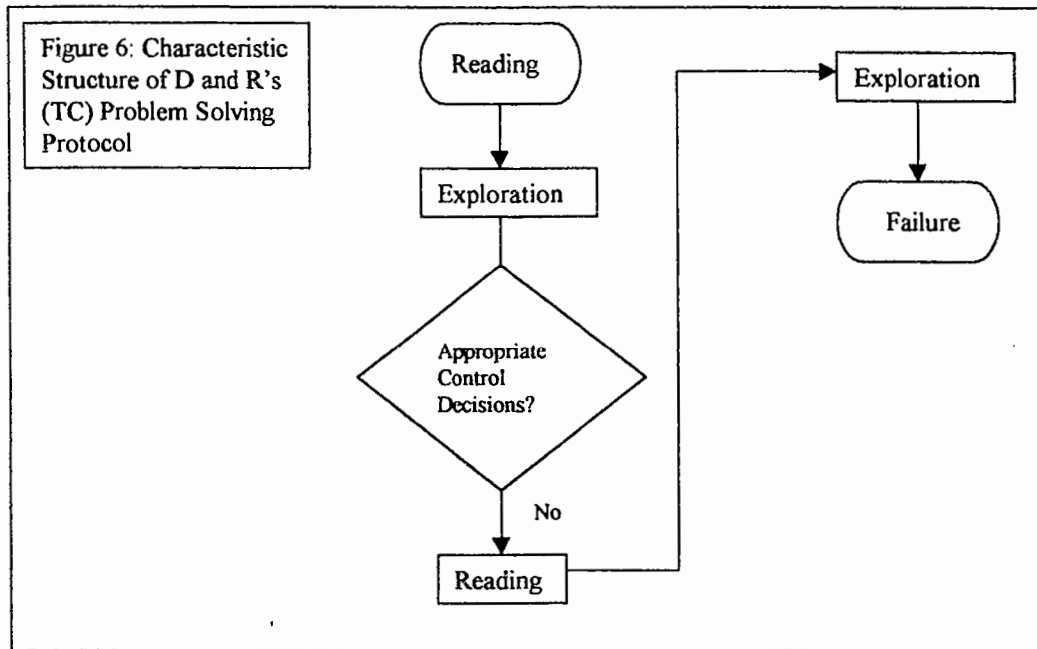 Figure 6: Characteristic
Structure of D and R's
(TC) Problem Solving
Protocol
Reading
Exploration
Appropriate
Control
Decisions?
No
Reading
Exploration
Failure